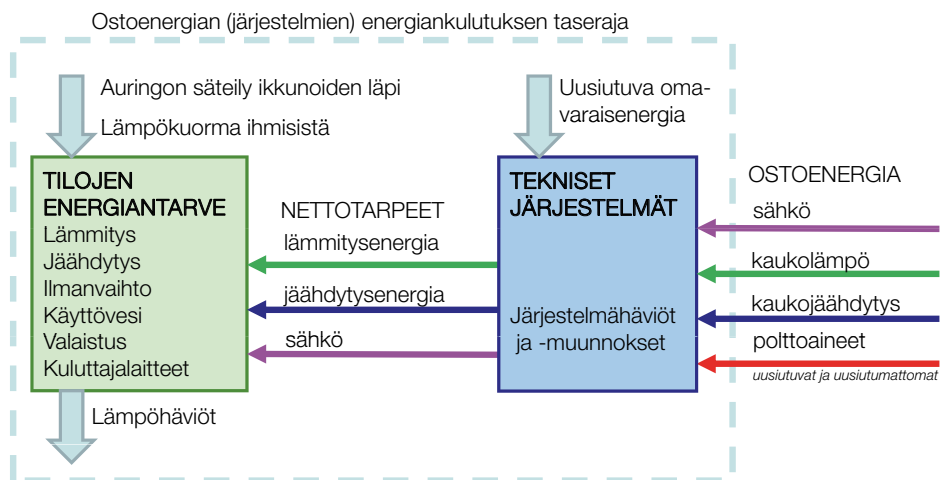 Ostoenergian (järjestelmien) energiankulutuksen taseraja
Auringon säteily ikkunoiden läpi
Lämpökuorma ihmisistä
Uusiutuva oma-
varaisenergia
TILOJEN
ENERGIANTARVE
Lämmitys
Jäähdytys
Ilmanvaihto
Käyttövesi
Valaistus
Kuluttajalaitteet
NETTOTARPEET
lämmitysenergia
jäähdytysenergia
sähkö
TEKNISET
JÄRJESTELMÄT
Järjestelmähäviöt
ja -muunnokset
OSTOENERGIA
sähkö
kaukolämpö
kaukojäähdytys
polttoaineet
uusiutuvat ja uusiutumattomat
Lämpöhäviöt